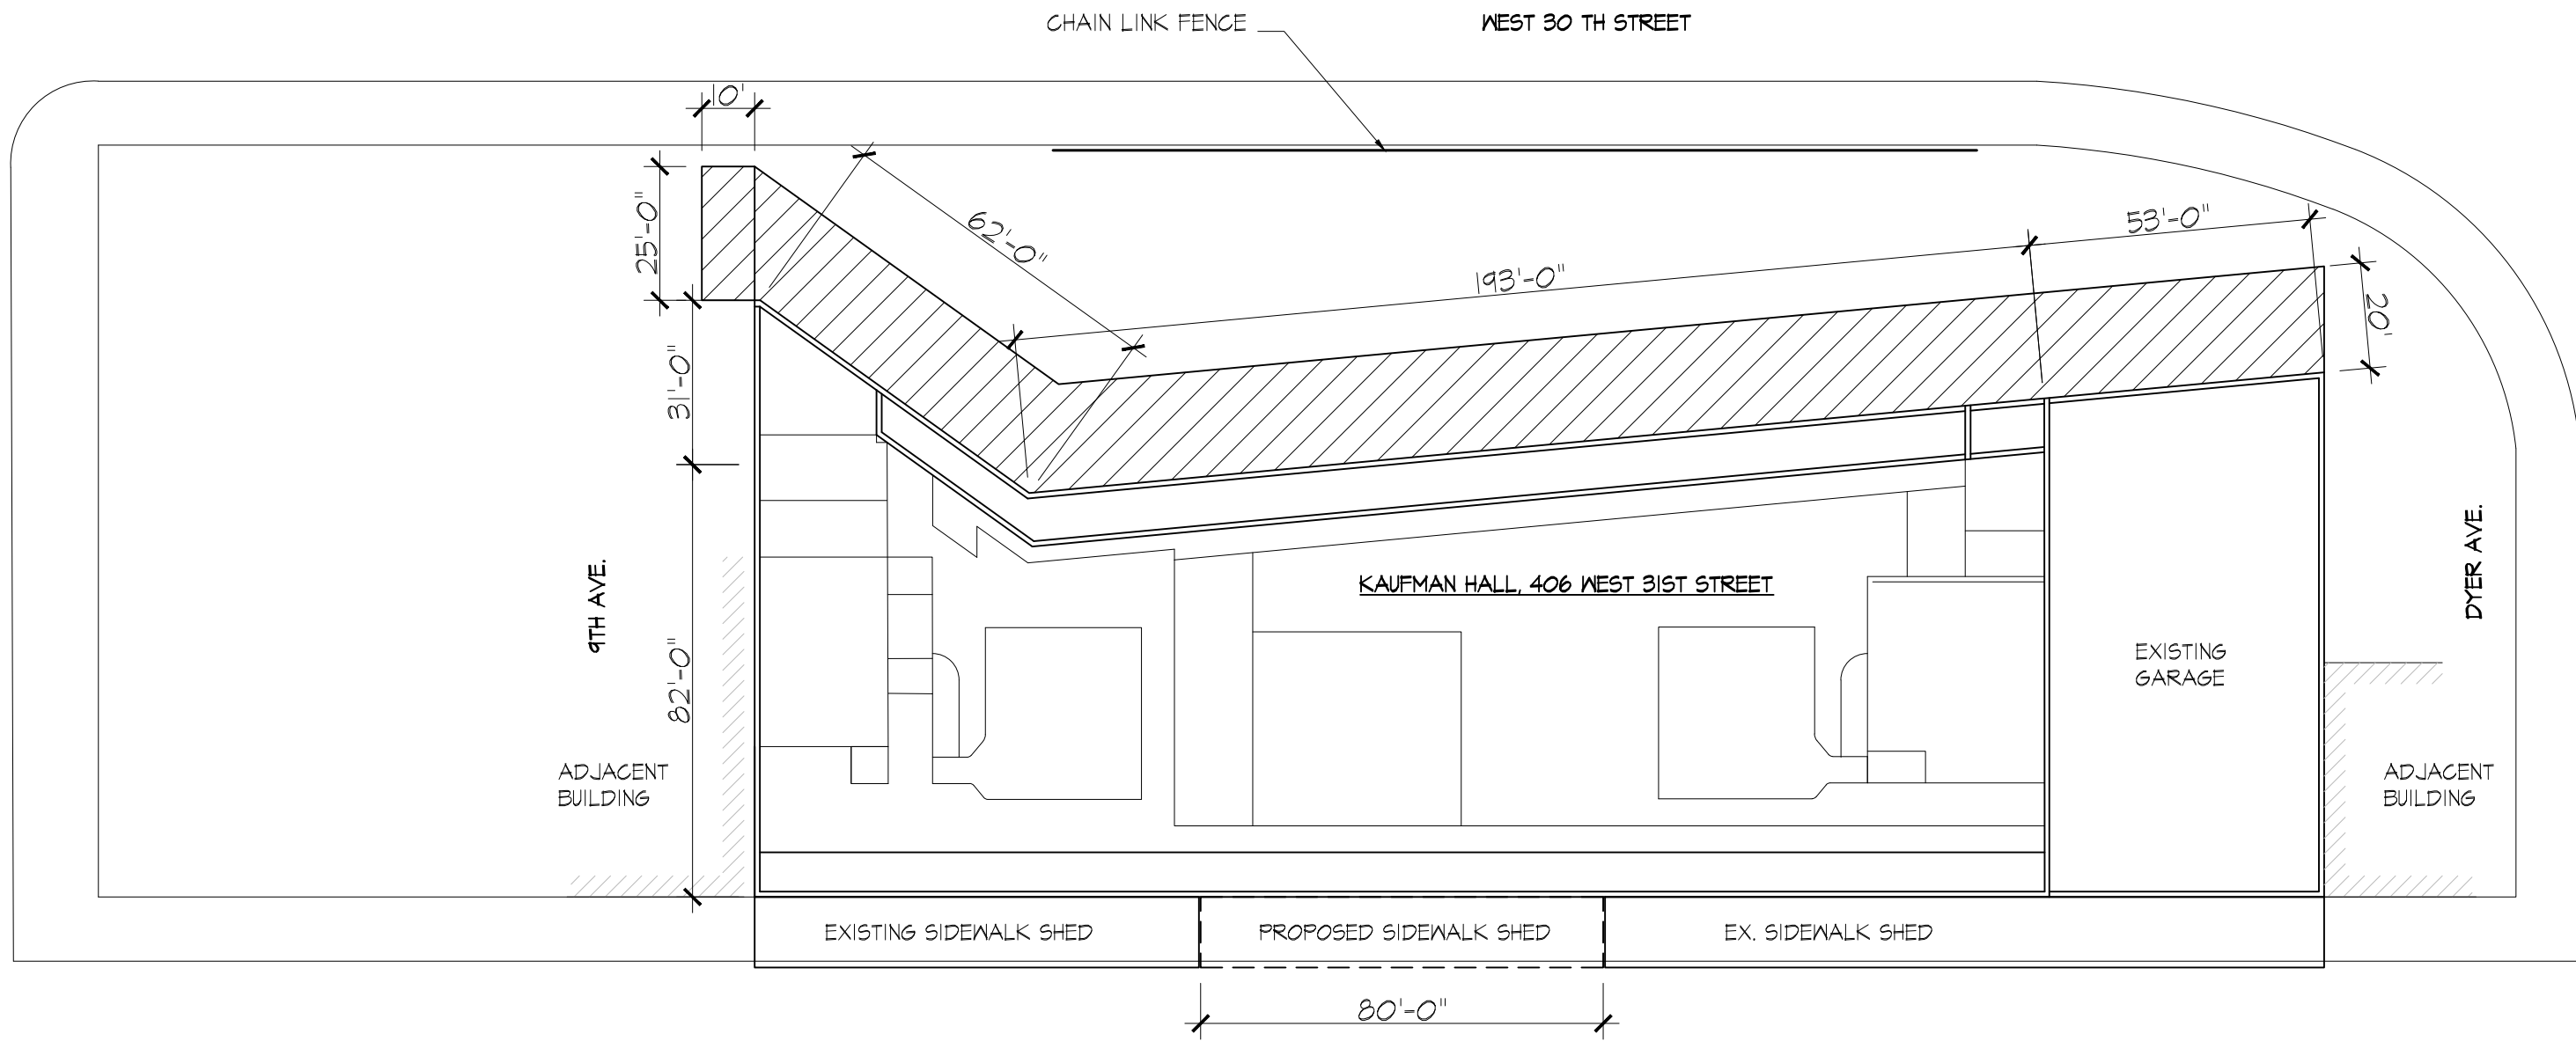 CHAIN LINK FENCE
WEST 30 TH STREET
10'
25'-0"
62'-0"
193'-0"
53'-0"
20'
31'-0"
82'-0"
9TH AVE.
KAUFMAN HALL, 406 WEST 31ST STREET
DYER AVE.
EXISTING
GARAGE
ADJACENT
BUILDING
ADJACENT
BUILDING
EXISTING SIDEWALK SHED
PROPOSED SIDEWALK SHED
EX. SIDEWALK SHED
80'-0"